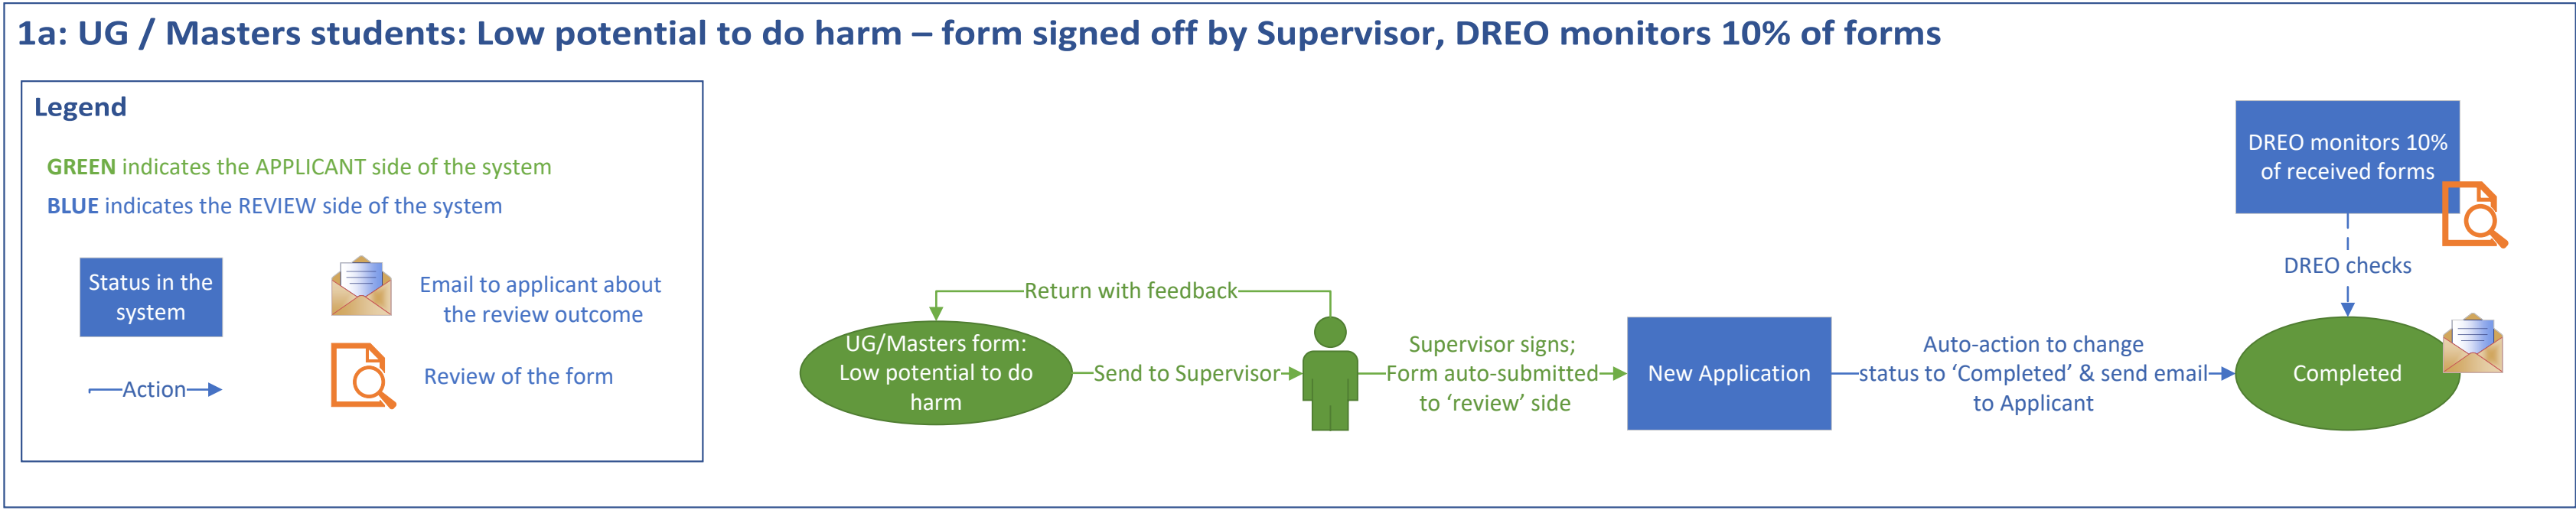 1a: UG / Masters students: Low potential to do harm – form signed off by Supervisor, DREO monitors 10% of forms
Legend
GREEN indicates the APPLICANT side of the system
BLUE indicates the REVIEW side of the system
Status in the
system
Email to applicant about
the review outcome
Action
Review of the form
Return with feedback
UG/Masters form:
Low potential to do
harm
Send to Supervisor
Supervisor signs;
Form auto-submitted
to ‘review’ side
New Application
Auto-action to change
status to ‘Completed’ & send email
to Applicant
DREO monitors 10%
of received forms
DREO checks
Completed